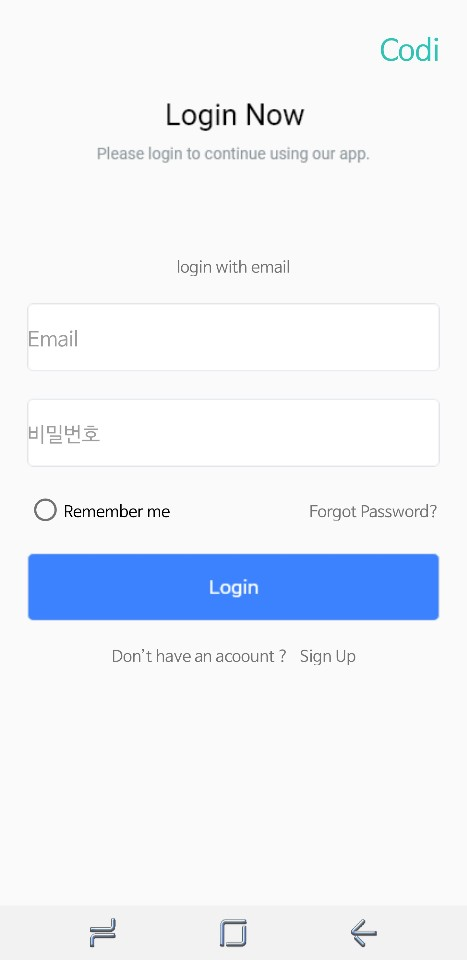 Codi
Login Now
Please login to continue using our app.
login with email
Email
비밀번호
Remember me
Forgot Password?
Login
Don't have an acoount ? Sign Up